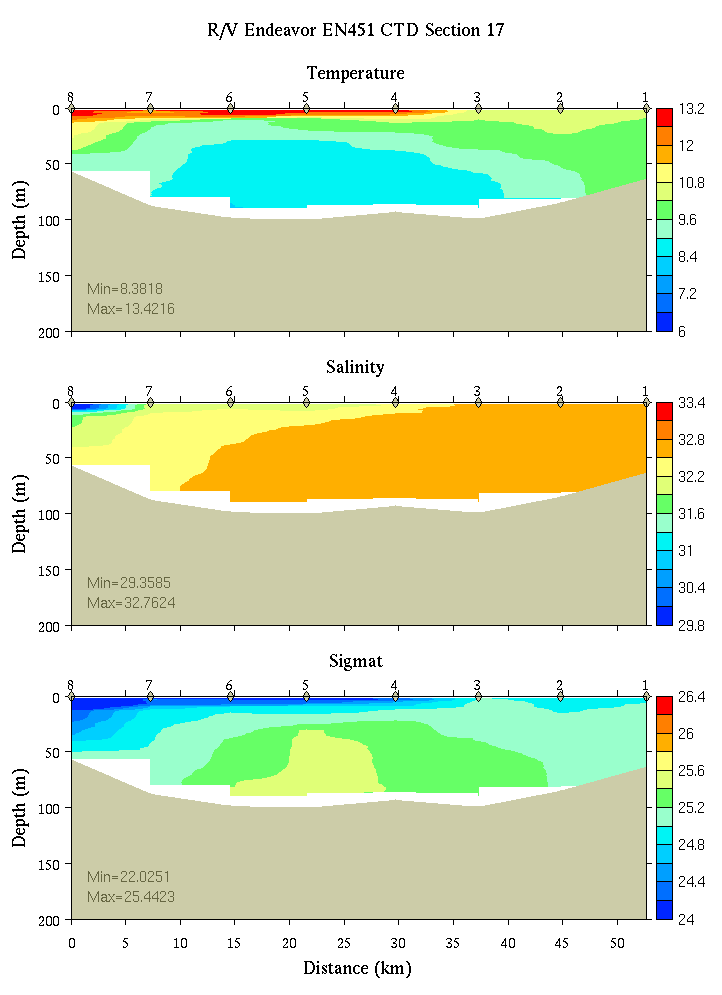 R/V Endeavor EN451 CTD Section 17
Temperature
8 7 6 5 4 3 2 1
0
50
100
150
200
Depth (m)
Min=8.3818
Max=13.4216
13.2
12
10.8
9.6
8.4
7.2
6
Salinity
8 7 6 5 4 3 2 1
0
50
100
150
200
Depth (m)
Min=29.3585
Max=32.7624
33.4
32.8
32.2
31.6
31
30.4
29.8
Sigmat
8 7 6 5 4 3 2 1
0
50
100
150
200
Depth (m)
Min=22.0251
Max=25.4423
26.4
26
25.6
25.2
24.8
24.4
24
0 5 10 15 20 25 30 35 40 45 50
Distance (km)